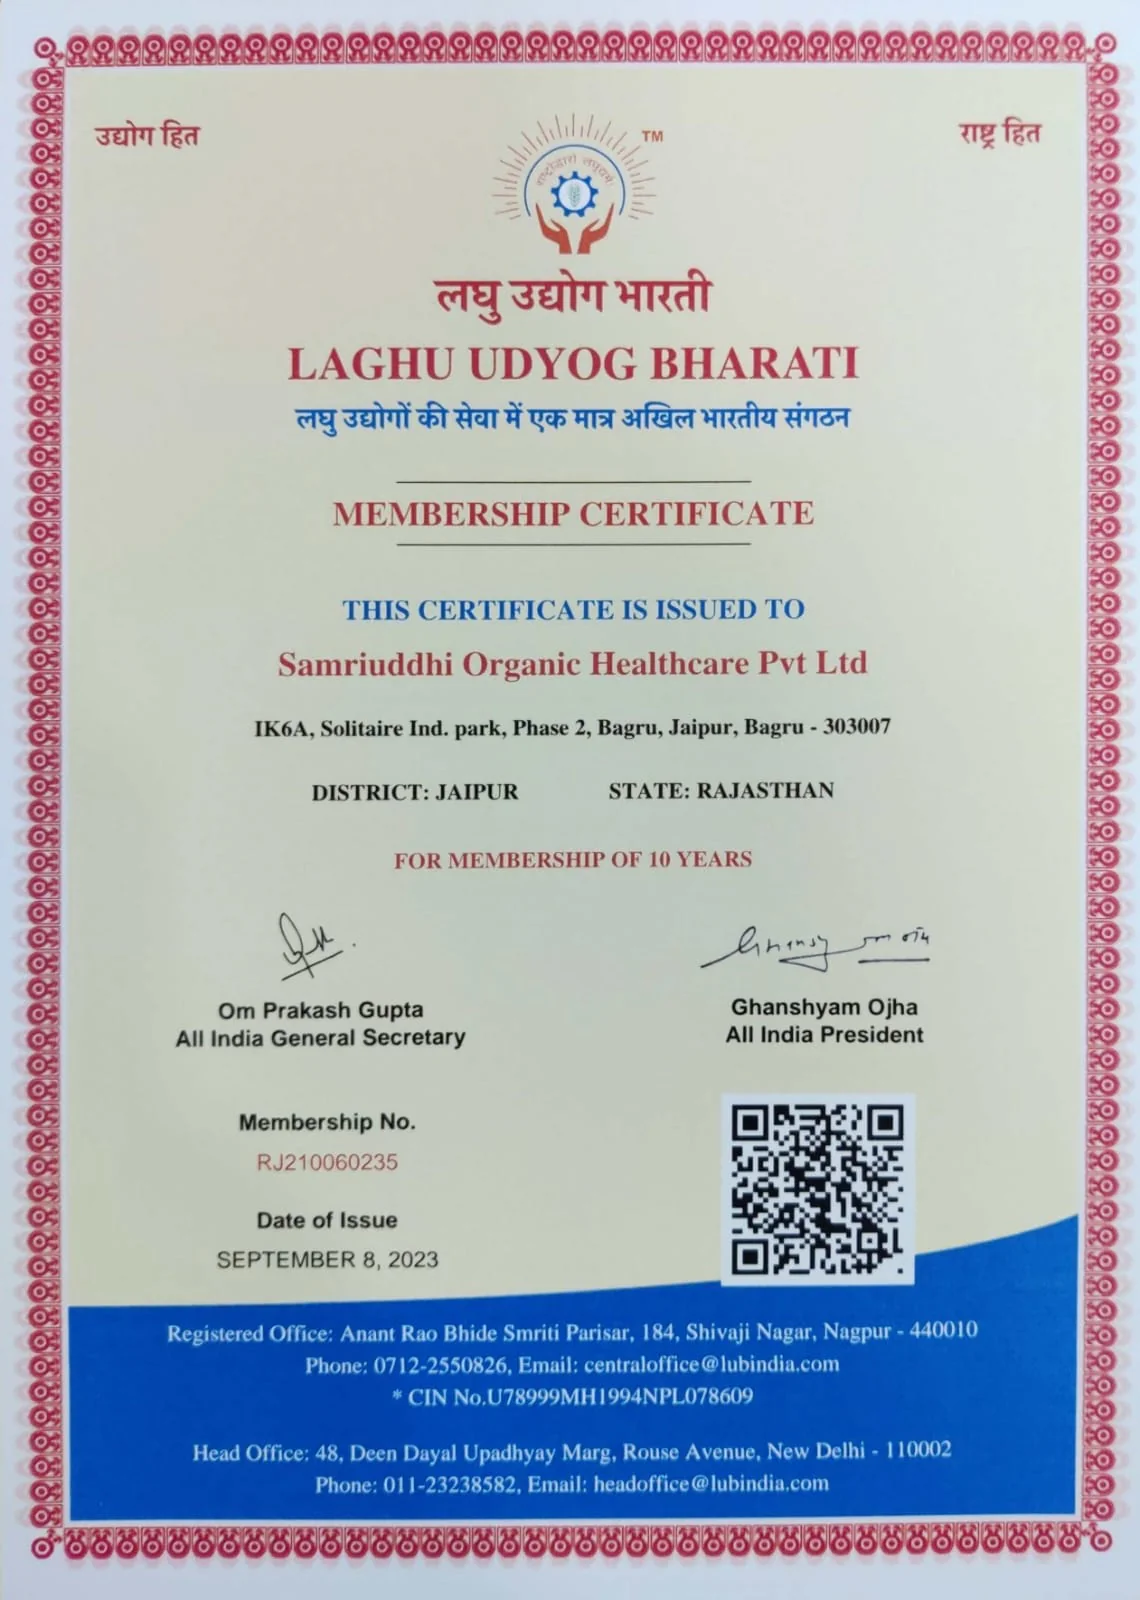 उद्योग हित
राष्ट्र हित
TM
राष्ट्रोद्धारो लघूद्यमैः
लघु उद्योग भारती
LAGHU UDYOG BHARATI
लघु उद्योगों की सेवा में एक मात्र अखिल भारतीय संगठन
MEMBERSHIP CERTIFICATE
THIS CERTIFICATE IS ISSUED TO
Samriuddhi Organic Healthcare Pvt Ltd
IK6A, Solitaire Ind. park, Phase 2, Bagru, Jaipur, Bagru - 303007
DISTRICT: JAIPUR STATE: RAJASTHAN
FOR MEMBERSHIP OF 10 YEARS
Om Prakash Gupta
All India General Secretary
Ghanshyam Ojha
All India President
Membership No.
RJ210060235
Date of Issue
SEPTEMBER 8, 2023
Registered Office: Anant Rao Bhide Smriti Parisar, 184, Shivaji Nagar, Nagpur - 440010
Phone: 0712-2550826, Email: centraloffice@lubindia.com
* CIN No.U78999MH1994NPL078609
Head Office: 48, Deen Dayal Upadhyay Marg, Rouse Avenue, New Delhi - 110002
Phone: 011-23238582, Email: headoffice@lubindia.com